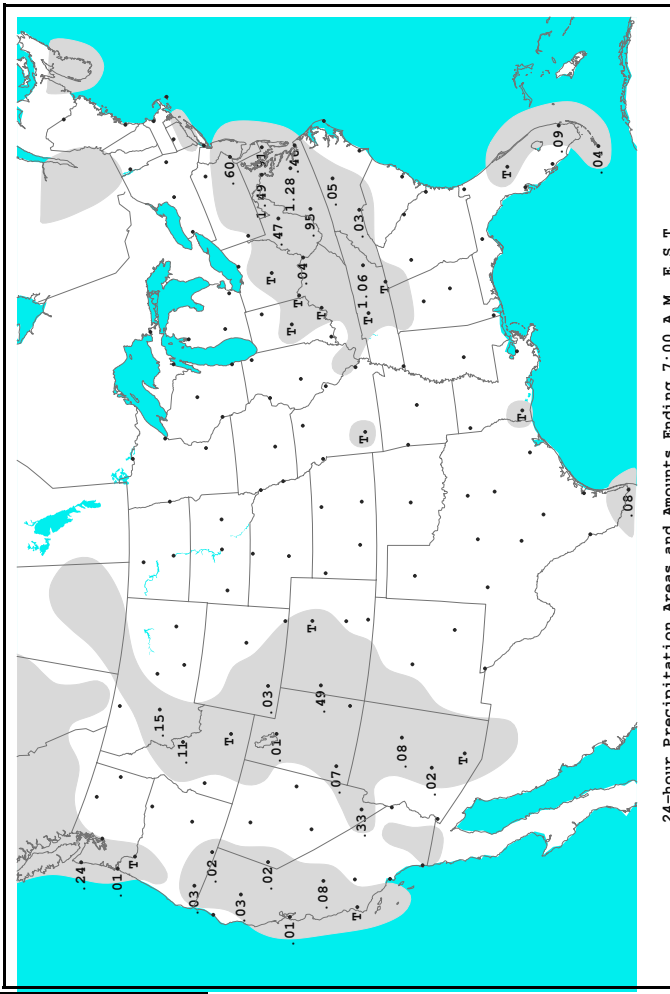 .24
.01
T
.15
.11
.03
.02
T
.60
.03
1.49
.91
.02
.03
T
.01
.47
.01
T
1.28
.46
T
.04
.95
T
T
.49
.08
.05
.07
T
.03
.33
1.06
T
T
T
.08
.02
T
T
T
.09
.04
.08
24-hour Precipitation Areas and Amounts Ending 7:00 A.M. E.S.T.